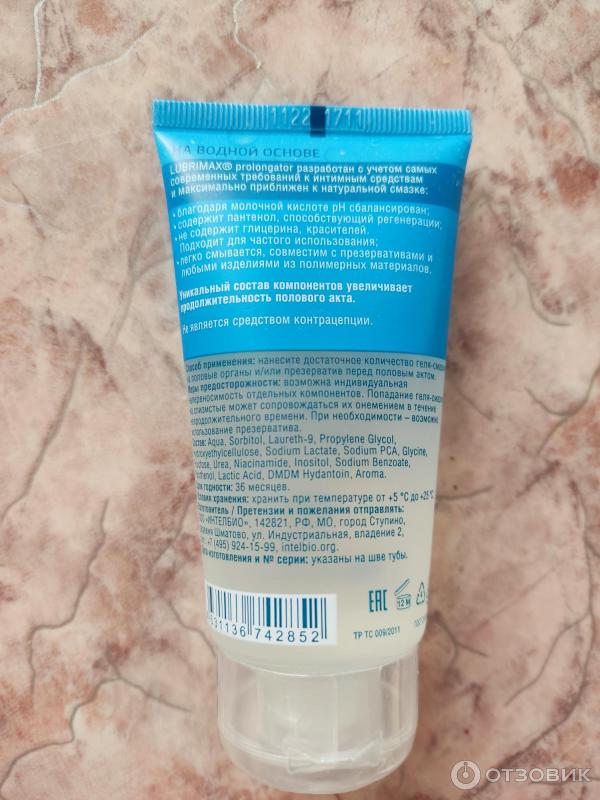 1122 1711
НА ВОДНОЙ ОСНОВЕ
LUBRIMAX® prolongator разработан с учетом самых
современных требований к интимным средствам
и максимально приближен к натуральной смазке:
• благодаря молочной кислоте pH сбалансирован;
• содержит пантенол, способствующий регенерации;
• не содержит глицерина, красителей.
Подходит для частого использования;
• легко смывается, совместим с презервативами и
любыми изделиями из полимерных материалов.
Уникальный состав компонентов увеличивает
продолжительность полового акта.
Не является средством контрацепции.
Способ применения: нанесите достаточное количество геля-смазки
на половые органы и/или презерватив перед половым актом.
Меры предосторожности: возможна индивидуальная
непереносимость отдельных компонентов. Попадание геля-смазки
на слизистые может сопровождаться их онемением в течение
непродолжительного времени. При необходимости – возможно
использование презерватива.
Состав: Aqua, Sorbitol, Laureth-9, Propylene Glycol,
Hydroxyethylcellulose, Sodium Lactate, Sodium PCA, Glycine,
Fructose, Urea, Niacinamide, Inositol, Sodium Benzoate,
Panthenol, Lactic Acid, DMDM Hydantoin, Aroma.
Срок годности: 36 месяцев.
Условия хранения: хранить при температуре от +5 °C до +25 °C.
Изготовитель / Претензии и пожелания отправлять:
ООО «ИНТЕЛБИО», 142821, РФ, МО, город Ступино,
деревня Шматово, ул. Индустриальная, владение 2,
+7 (495) 924-15-99, intelbio.org.
Дата изготовления и № серии: указаны на шве тубы.
631136 742852
EAC
12 M
ТР ТС 009/2011
ОТЗОВИК